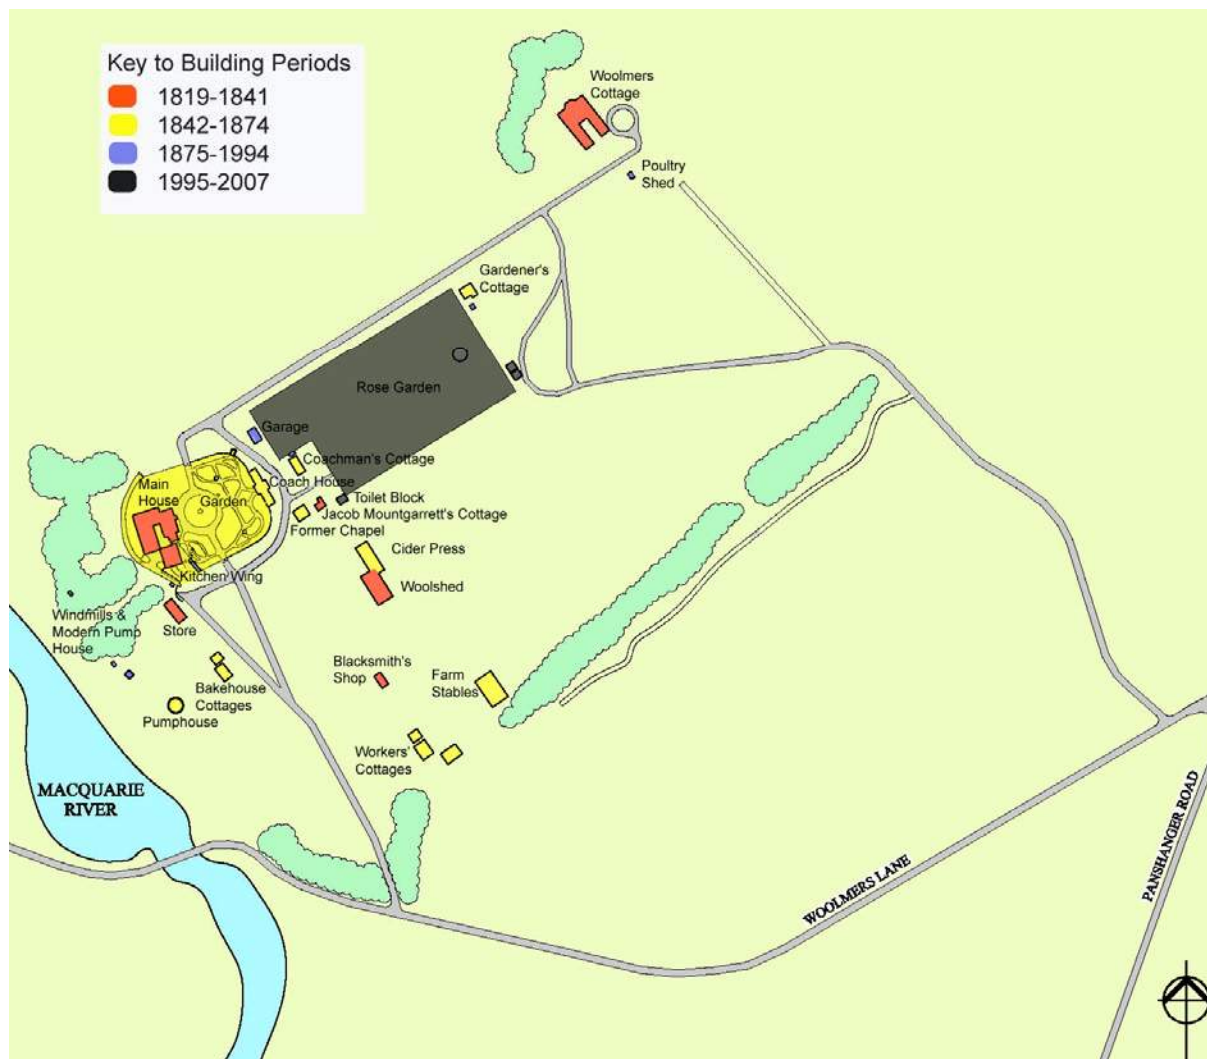 Key to Building Periods
1819-1841
1842-1874
1875-1994
1995-2007
Woolmers
Cottage
Poultry
Shed
Gardener's
Cottage
Rose Garden
Garage
Coachman's Cottage
Coach House
Main
House
Garden
Toilet Block
Jacob Mountgarrett's Cottage
Former Chapel
Cider Press
Woolshed
Kitchen Wing
Windmills &
Modern Pump
House
Store
Blacksmith's
Shop
Farm
Stables
Bakehouse
Cottages
Pumphouse
Workers'
Cottages
MACQUARIE
RIVER
WOOLMERS LANE
PANSHANGER ROAD